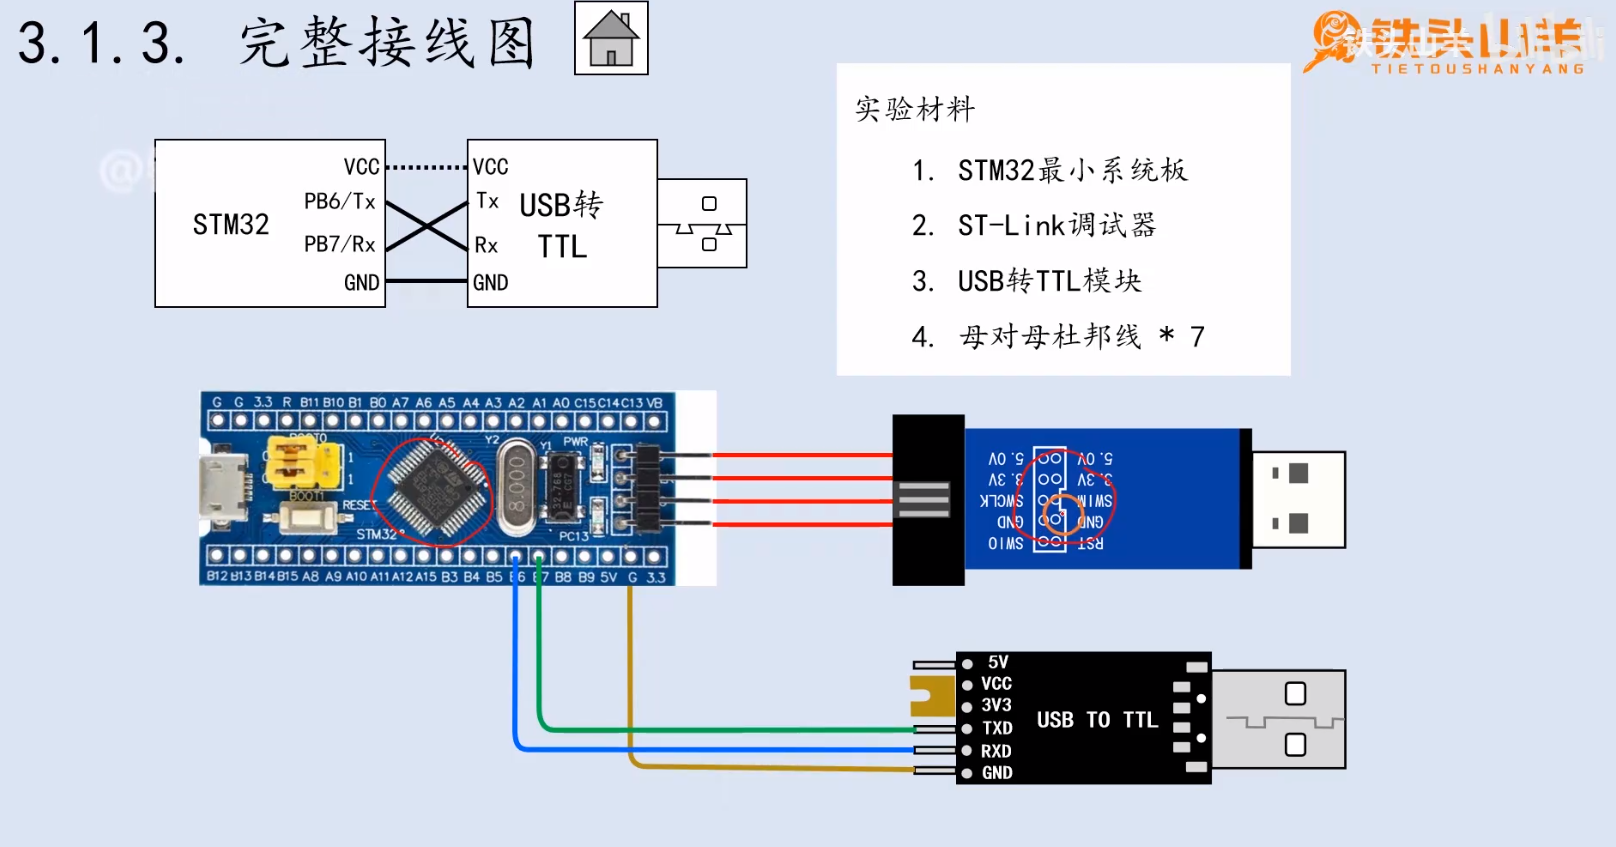 3.1.3. 完整接线图
铁头山羊
TIETOUSHANYANG
实验材料
1. STM32最小系统板
2. ST-Link调试器
3. USB转TTL模块
4. 母对母杜邦线 * 7
STM32
VCC
PB6/Tx
PB7/Rx
GND
VCC
Tx
Rx
GND
USB转
TTL
G G 3.3 R B11 B10 B1 B0 A7 A6 A5 A4 A3 A2 A1 A0 C15 C14 C13 VB
BOOT0
1
1
BOOT1
RESET
STM32
Y2
8.000
Y1
PWR
PC13
B12 B13 B14 B15 A8 A9 A10 A11 A12 A15 B3 B4 B5 B6 B7 B8 B9 5V G 3.3
5.0V 5.0V
3.3V 3.3V
SWCLK SWIM
GND GND
SWIO RST
5V
VCC
3V3
TXD
RXD
GND
USB TO TTL